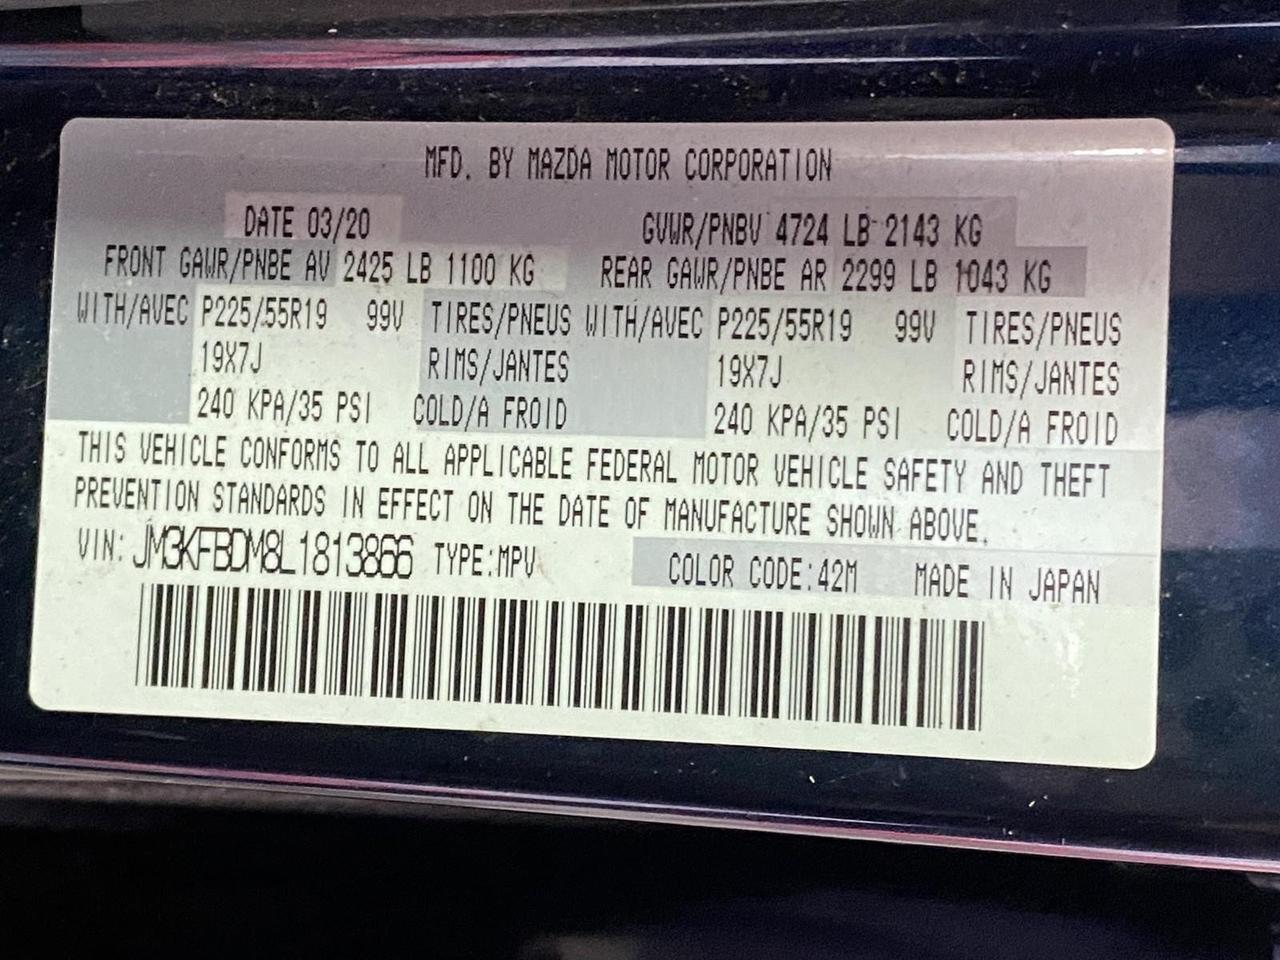 MFD. BY MAZDA MOTOR CORPORATION
DATE 03/20 GVWR/PNBV 4724 LB 2143 KG
FRONT GAWR/PNBE AV 2425 LB 1100 KG REAR GAWR/PNBE AR 2299 LB 1043 KG
WITH/AVEC P225/55R19 99V TIRES/PNEUS WITH/AVEC P225/55R19 99V TIRES/PNEUS
19X7J RIMS/JANTES 19X7J RIMS/JANTES
240 KPA/35 PSI COLD/A FROID 240 KPA/35 PSI COLD/A FROID
THIS VEHICLE CONFORMS TO ALL APPLICABLE FEDERAL MOTOR VEHICLE SAFETY AND THEFT
PREVENTION STANDARDS IN EFFECT ON THE DATE OF MANUFACTURE SHOWN ABOVE.
VIN: JM3KFBDM8L1813866 TYPE:MPV COLOR CODE:42M MADE IN JAPAN